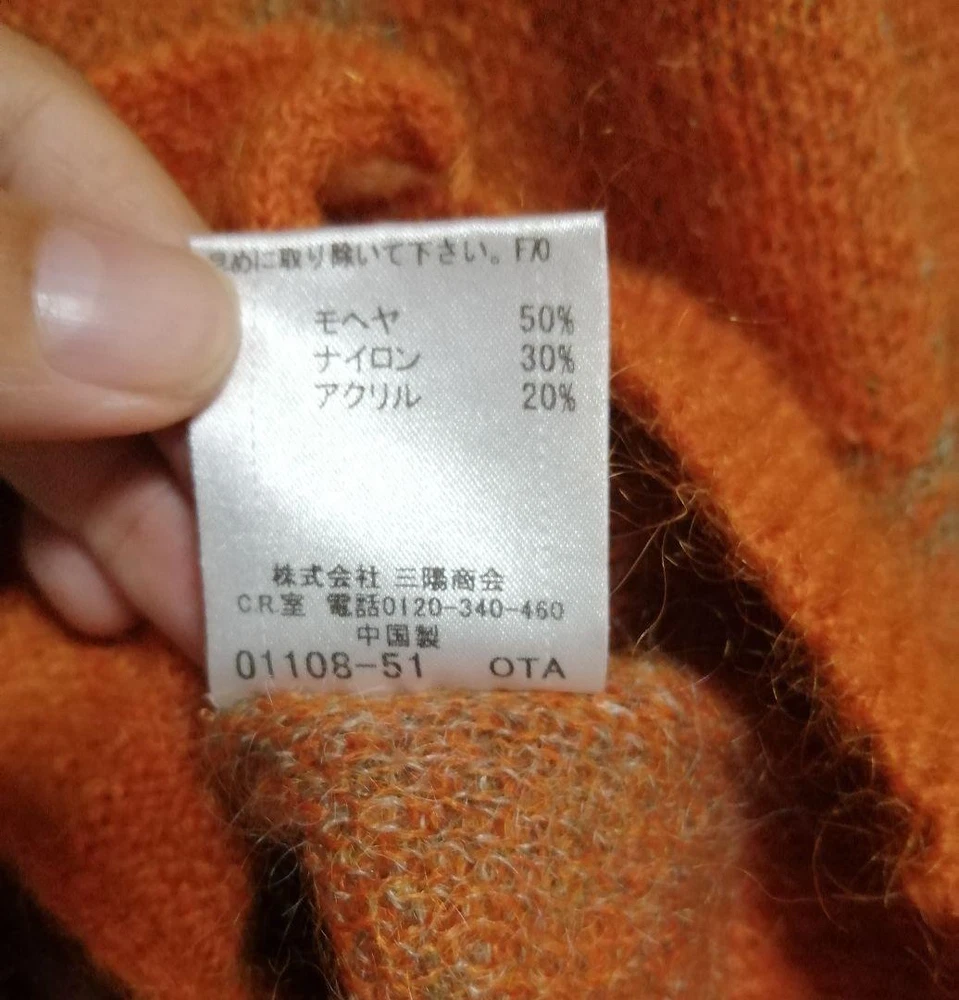 早めに取り除いて下さい。F70
モヘヤ 50%
ナイロン 30%
アクリル 20%
株式会社 三陽商会
C.R.室 電話0120-340-460
中国製
01108-51 OTA